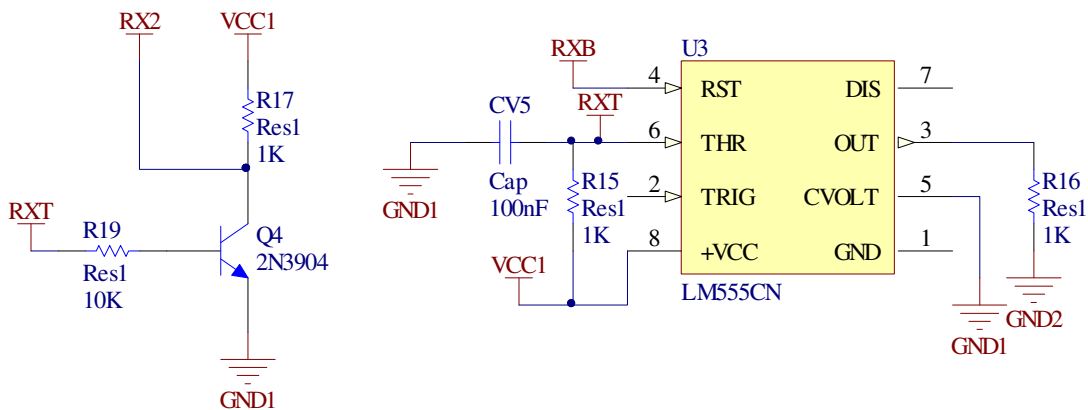 RX2
VCC1
R17
Res1
1K
RXT
R19
Res1
10K
Q4
2N3904
GND1
RXB
U3
4
RST
DIS
7
CV5
RXT
6
THR
OUT
3
Cap
100nF
GND1
R15
Res1
1K
2
TRIG
CVOLT
5
R16
Res1
1K
VCC1
8
+VCC
GND
1
LM555CN
GND1
GND2